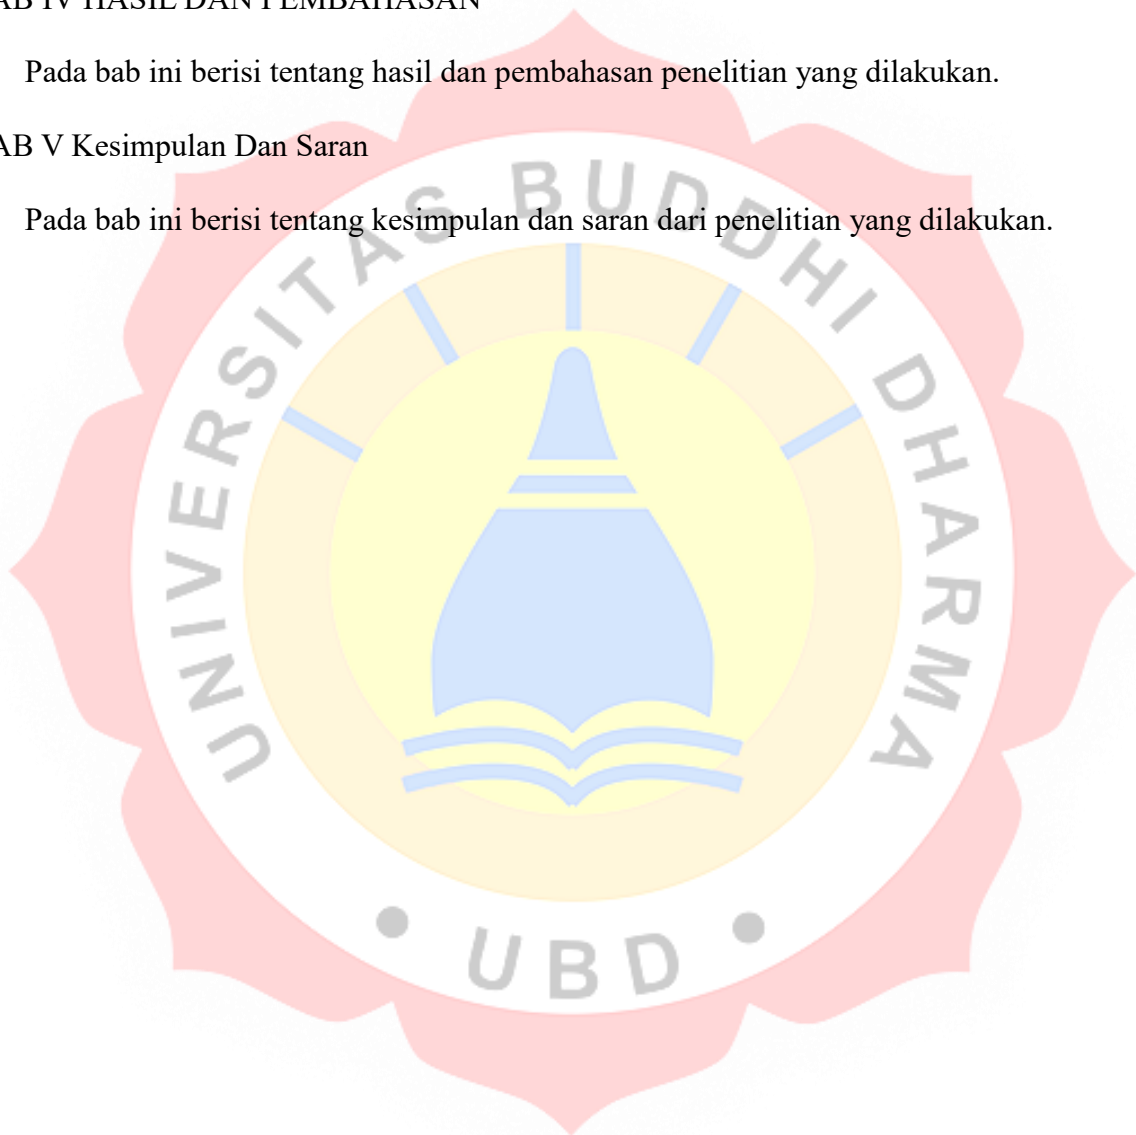 AB IV HASIL DAN PEMBAHASAN
Pada bab ini berisi tentang hasil dan pembahasan penelitian yang dilakukan.
AB V Kesimpulan Dan Saran
Pada bab ini berisi tentang kesimpulan dan saran dari penelitian yang dilakukan.
UNIVERSITAS BUDDHI DHARMA
• UBD •